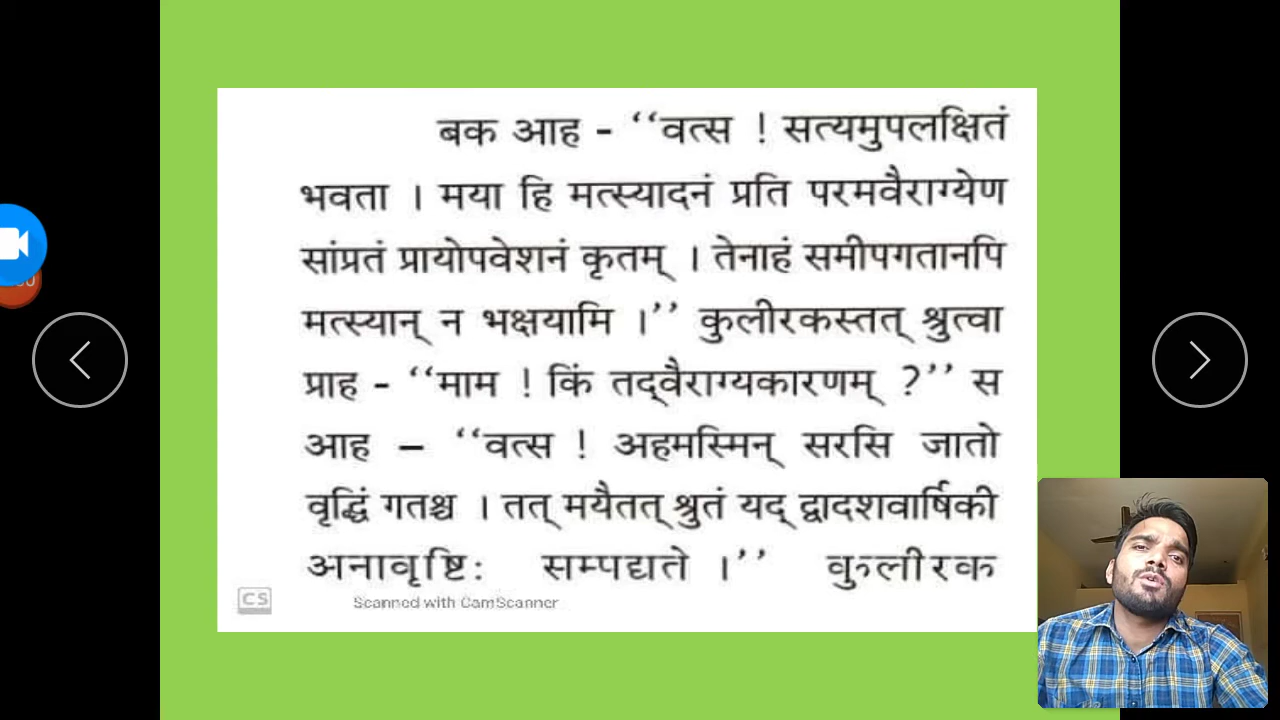 बक आह - ‘‘वत्स ! सत्यमुपलक्षितं
भवता । मया हि मत्स्यादनं प्रति परमवैराग्येण
सांप्रतं प्रायोपवेशनं कृतम् । तेनाहं समीपगतानपि
मत्स्यान् न भक्षयामि ।’’ कुलीरकस्तत् श्रुत्वा
प्राह - ‘‘माम ! किं तद्वैराग्यकारणम् ?’’ स
आह – ‘‘वत्स ! अहमस्मिन् सरसि जातो
वृद्धिं गतश्च । तत् मयैतत् श्रुतं यद् द्वादशवार्षिकी
अनावृष्टिः सम्पद्यते ।’’ कुलीरक
CS Scanned with CamScanner